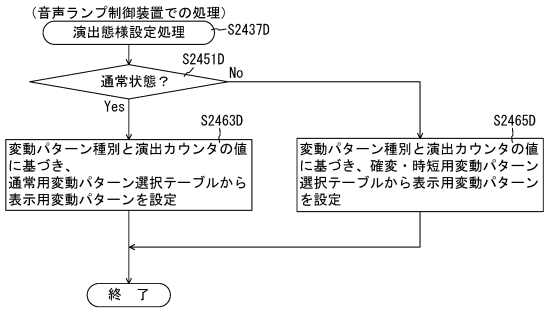 （音声ランプ制御装置での処理）
演出態様設定処理
S2437D
S2451D
通常状態？
No
Yes
S2463D
変動パターン種別と演出カウンタの値
に基づき、
通常用変動パターン選択テーブルから
表示用変動パターンを設定
S2465D
変動パターン種別と演出カウンタの値
に基づき、確変・時短用変動パターン
選択テーブルから表示用変動パターン
を設定
終 了